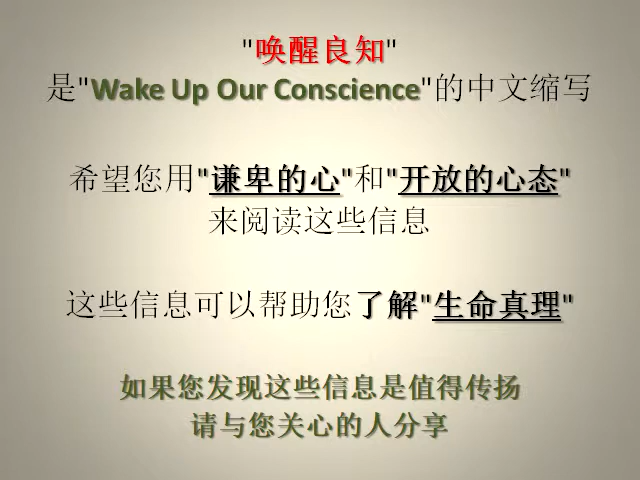 "唤醒良知"
是"Wake Up Our Conscience"的中文缩写
希望您用"谦卑的心"和"开放的心态"
来阅读这些信息
这些信息可以帮助您了解"生命真理"
如果您发现这些信息是值得传扬
请与您关心的人分享